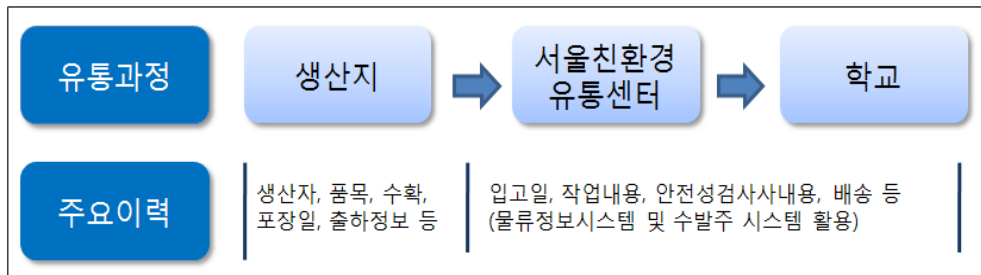 유통과정
생산지
서울친환경
유통센터
학교
주요이력
생산자, 품목, 수확,
포장일, 출하정보 등
입고일, 작업내용, 안전성검사사내용, 배송 등
(물류정보시스템 및 수발주 시스템 활용)